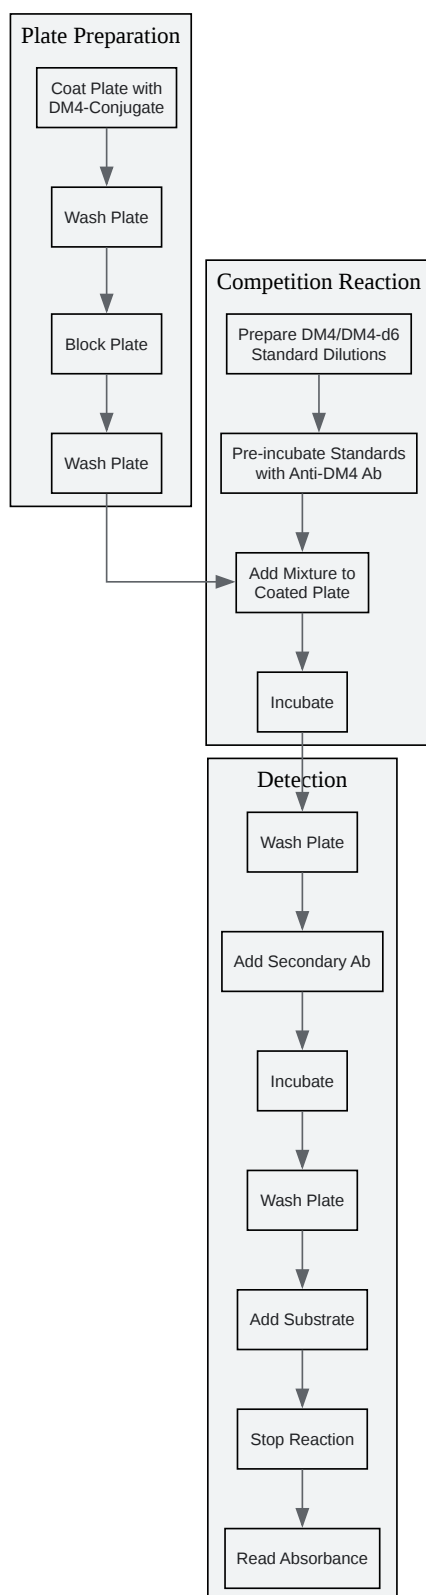 Plate Preparation
Coat Plate with
DM4-Conjugate
Wash Plate
Block Plate
Wash Plate
Competition Reaction
Prepare DM4/DM4-d6
Standard Dilutions
Pre-incubate Standards
with Anti-DM4 Ab
Add Mixture to
Coated Plate
Incubate
Detection
Wash Plate
Add Secondary Ab
Incubate
Wash Plate
Add Substrate
Stop Reaction
Read Absorbance